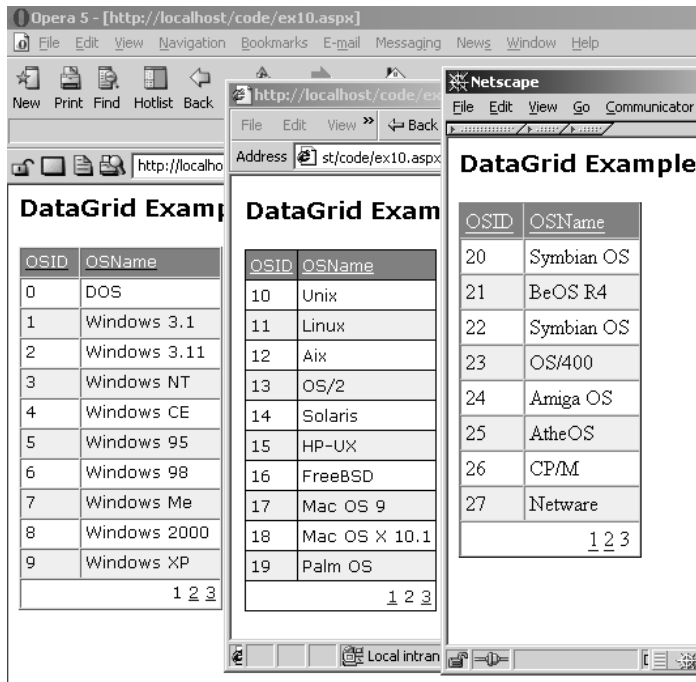 Opera 5 - [http://localhost/code/ex10.aspx]
File Edit View Navigation Bookmarks E-mail Messaging News Window Help
New Print Find Hotlist Back
http://localho
DataGrid Examp
OSID OSName
0 DOS
1 Windows 3.1
2 Windows 3.11
3 Windows NT
4 Windows CE
5 Windows 95
6 Windows 98
7 Windows Me
8 Windows 2000
9 Windows XP
1 2 3
http://localhost/code/ex
File Edit View » Back
Address st/code/ex10.aspx
DataGrid Exam
OSID OSName
10 Unix
11 Linux
12 Aix
13 OS/2
14 Solaris
15 HP-UX
16 FreeBSD
17 Mac OS 9
18 Mac OS X 10.1
19 Palm OS
1 2 3
Local intran
Netscape
File Edit View Go Communicator
DataGrid Example
OSID OSName
20 Symbian OS
21 BeOS R4
22 Symbian OS
23 OS/400
24 Amiga OS
25 AtheOS
26 CP/M
27 Netware
1 2 3